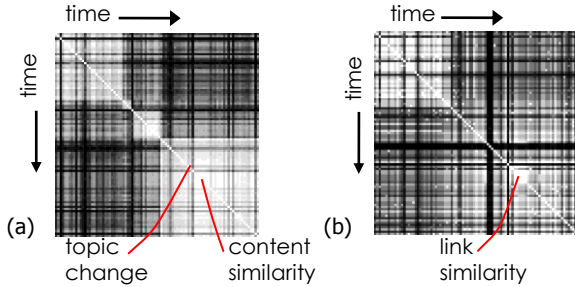 time
time
time
time
(a)
(b)
topic
change
content
similarity
link
similarity